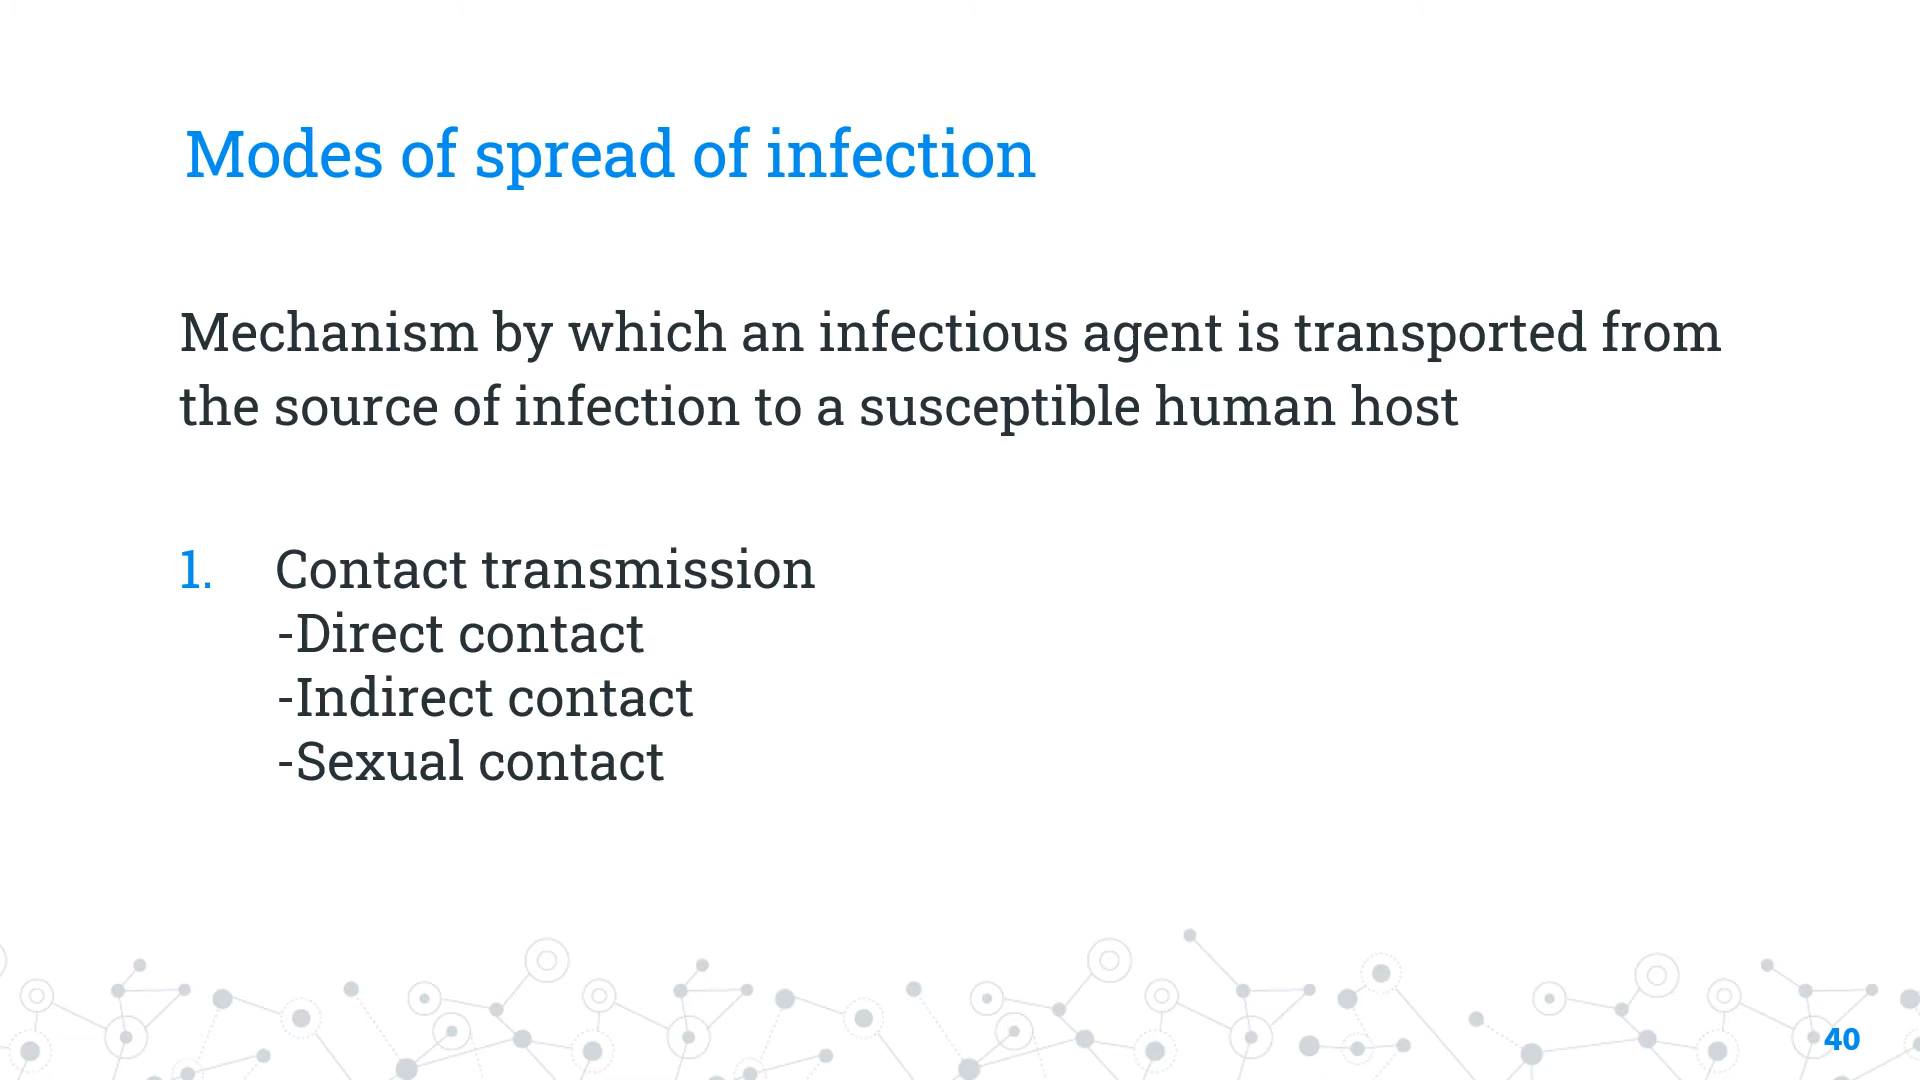 Modes of spread of infection
Mechanism by which an infectious agent is transported from
the source of infection to a susceptible human host
1. Contact transmission
-Direct contact
-Indirect contact
-Sexual contact
40